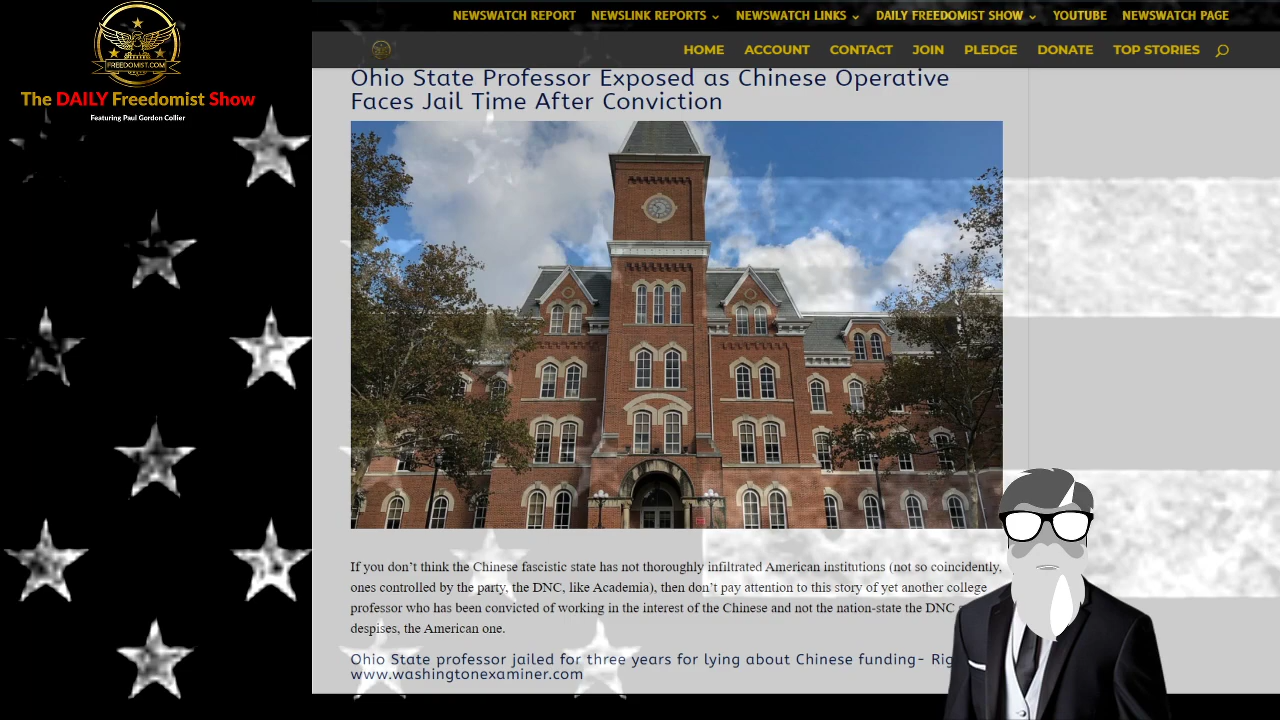 FREEDOMIST.COM
The DAILY Freedomist Show
Featuring Paul Gordon Collier
NEWSWATCH REPORT NEWSLINK REPORTS NEWSWATCH LINKS DAILY FREEDOMIST SHOW YOUTUBE NEWSWATCH PAGE
HOME ACCOUNT CONTACT JOIN PLEDGE DONATE TOP STORIES
Ohio State Professor Exposed as Chinese Operative
Faces Jail Time After Conviction
If you don't think the Chinese fascistic state has not thoroughly infiltrated American institutions (not so coincidently,
ones controlled by the party, the DNC, like Academia), then don't pay attention to this story of yet another college
professor who has been convicted of working in the interest of the Chinese and not the nation-state the DNC
despises, the American one.
Ohio State professor jailed for three years for lying about Chinese funding-
www.washingtonexaminer.com